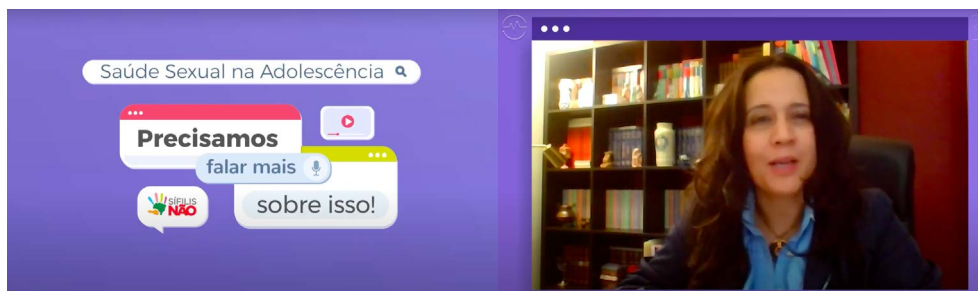 Saúde Sexual na Adolescência
Precisamos
falar mais
sobre isso!
SÍFILIS
NÃO